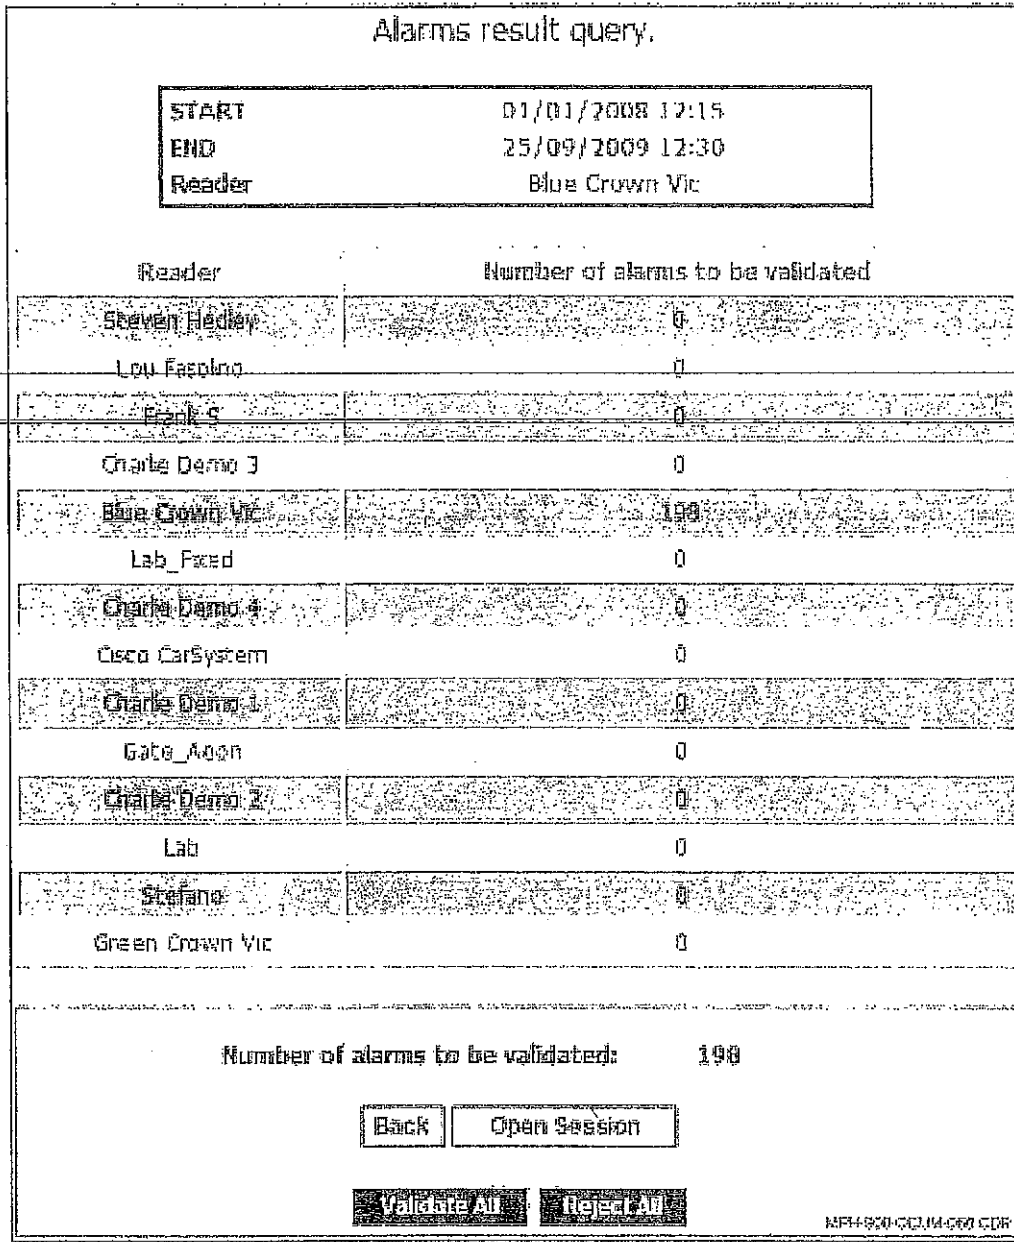 Alarms result query.
START 01/01/2008 12:15
END 25/09/2009 12:30
Reader Blue Crown Vic
Reader Number of alarms to be validated
Steven Hedley 0
Lou Fasolino 0
Frank S 0
Charlie Demo 3 0
Blue Crown Vic 198
Lab_Fixed 0
Charlie Demo 4 0
Cisco CarSystem 0
Charlie Demo 1 0
0
Charlie Demo 2 0
Lab 0
Stefano 0
Green Crown Vic 0
Number of alarms to be validated: 198
Back Open Session
Validate All Reject All